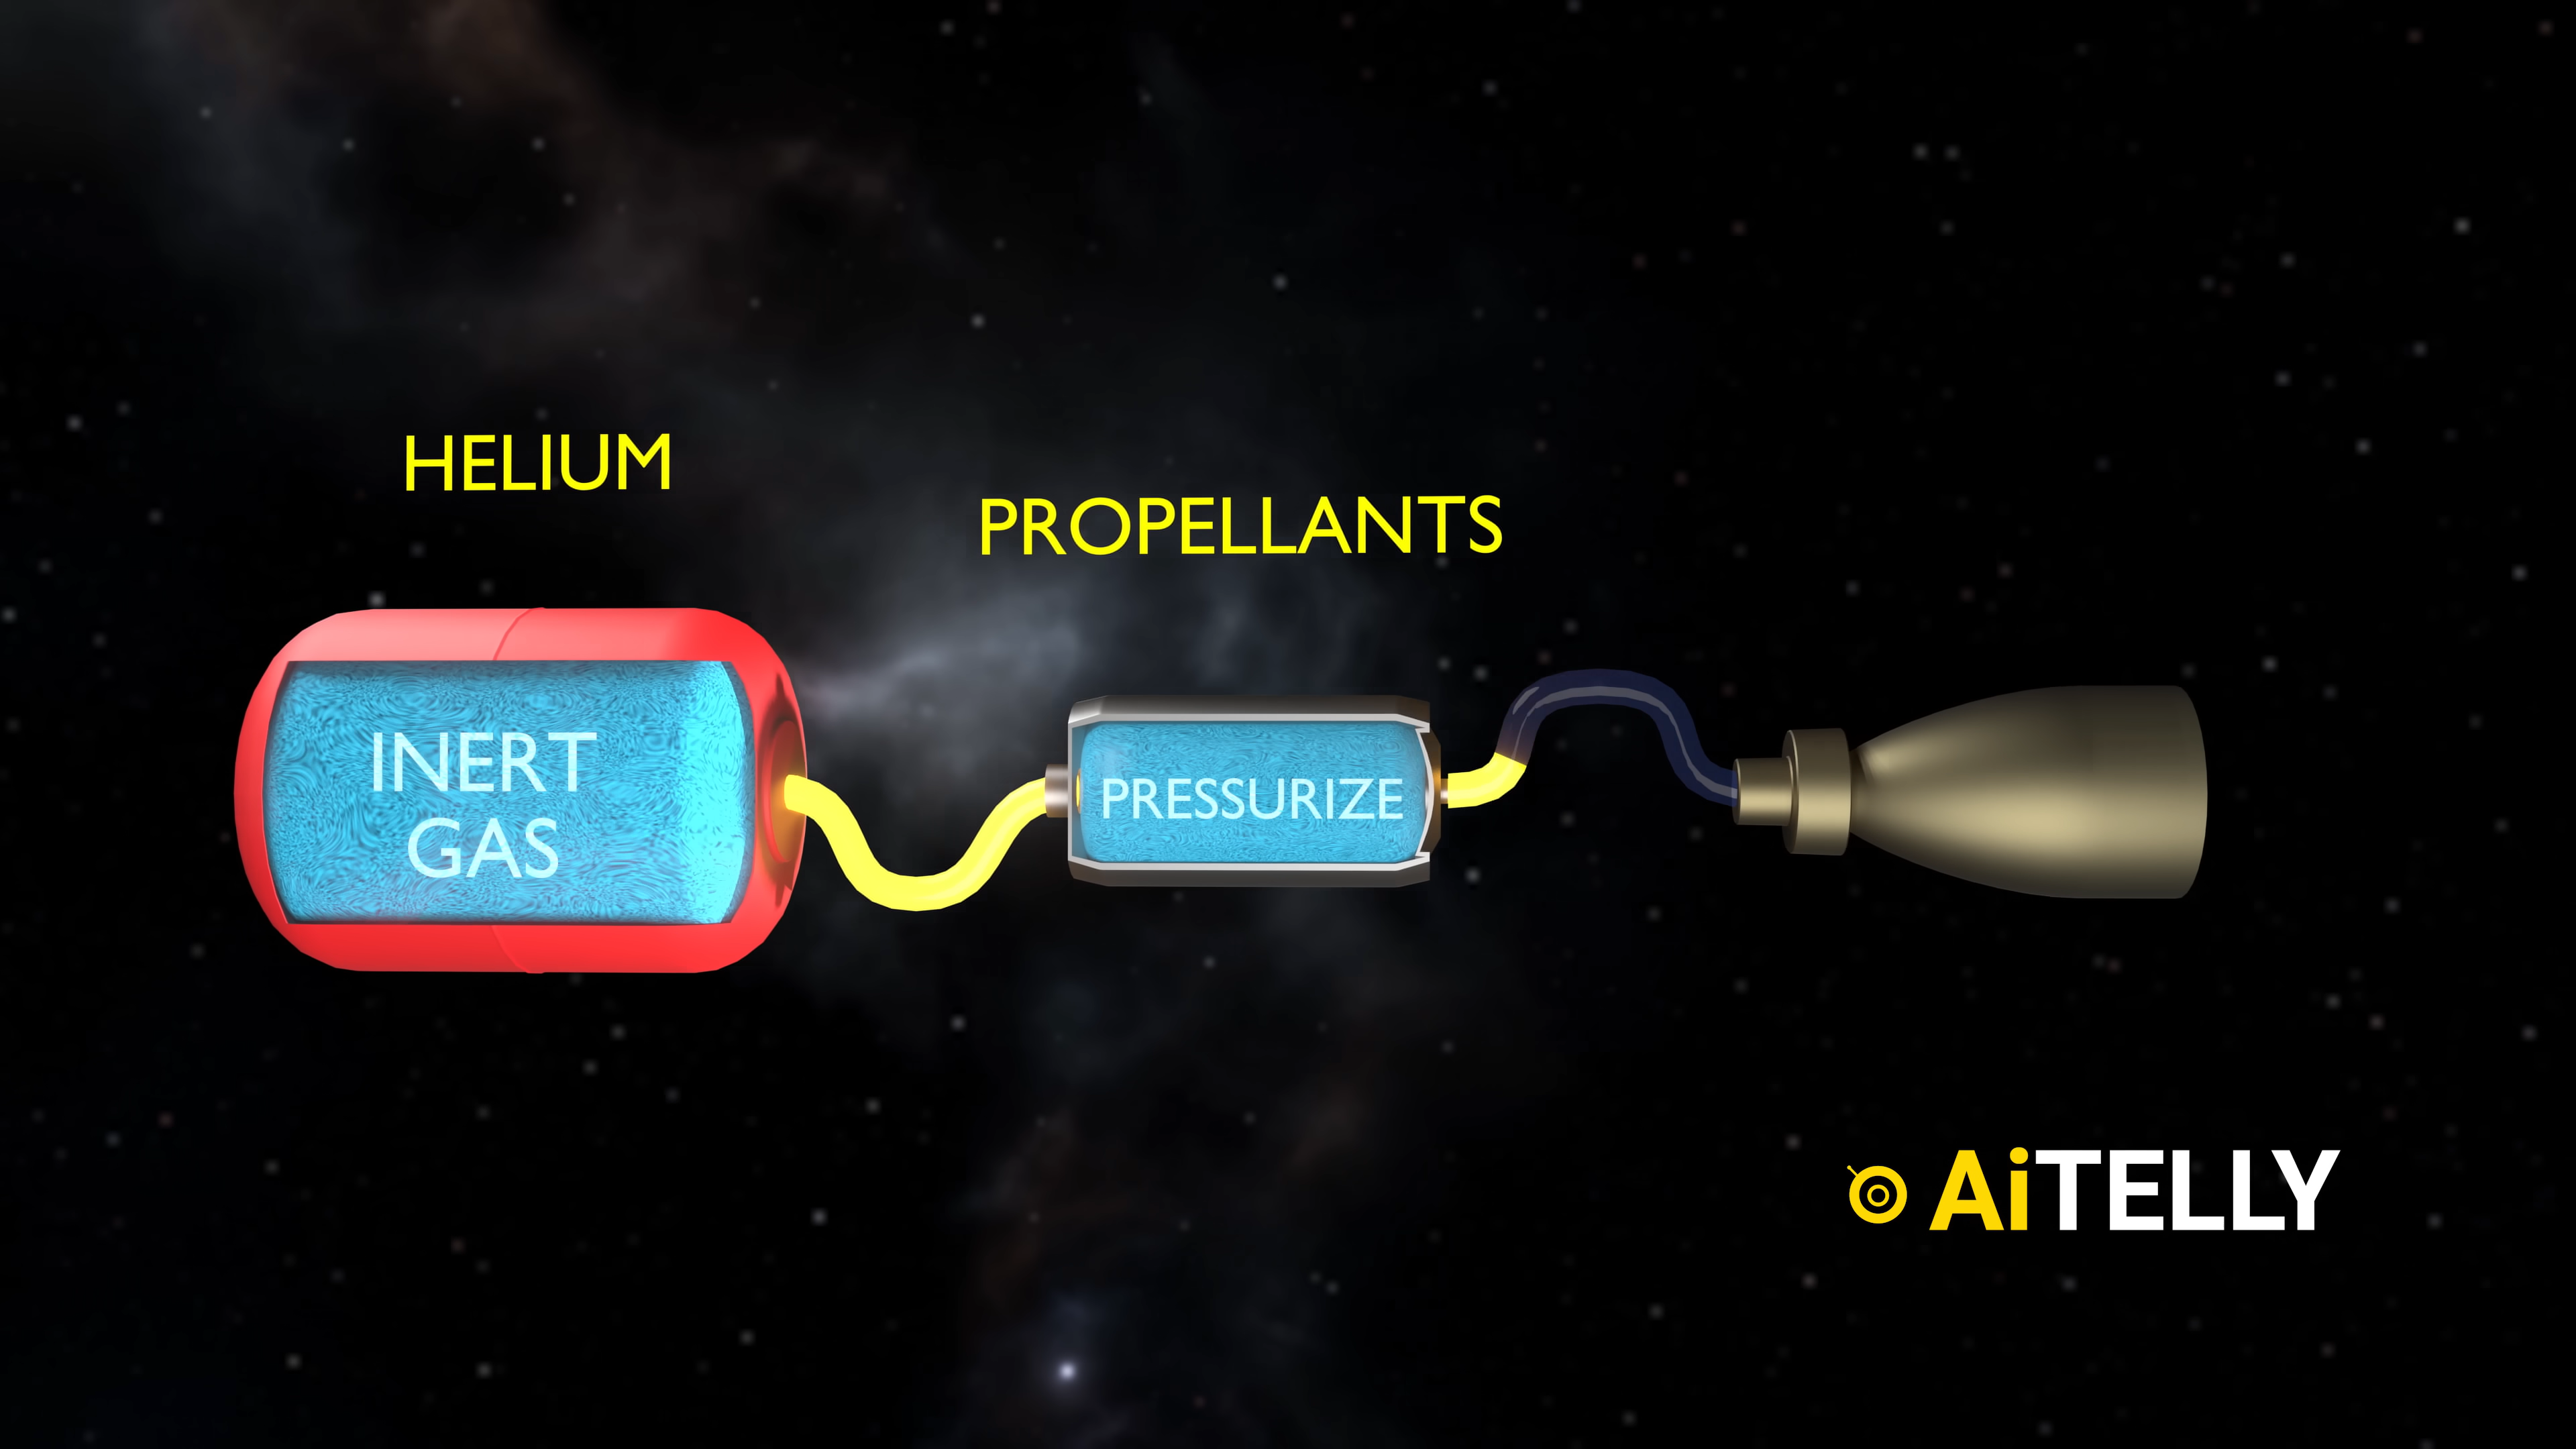 HELIUM
PROPELLANTS
INERT
GAS
PRESSURIZE
AiTELLY